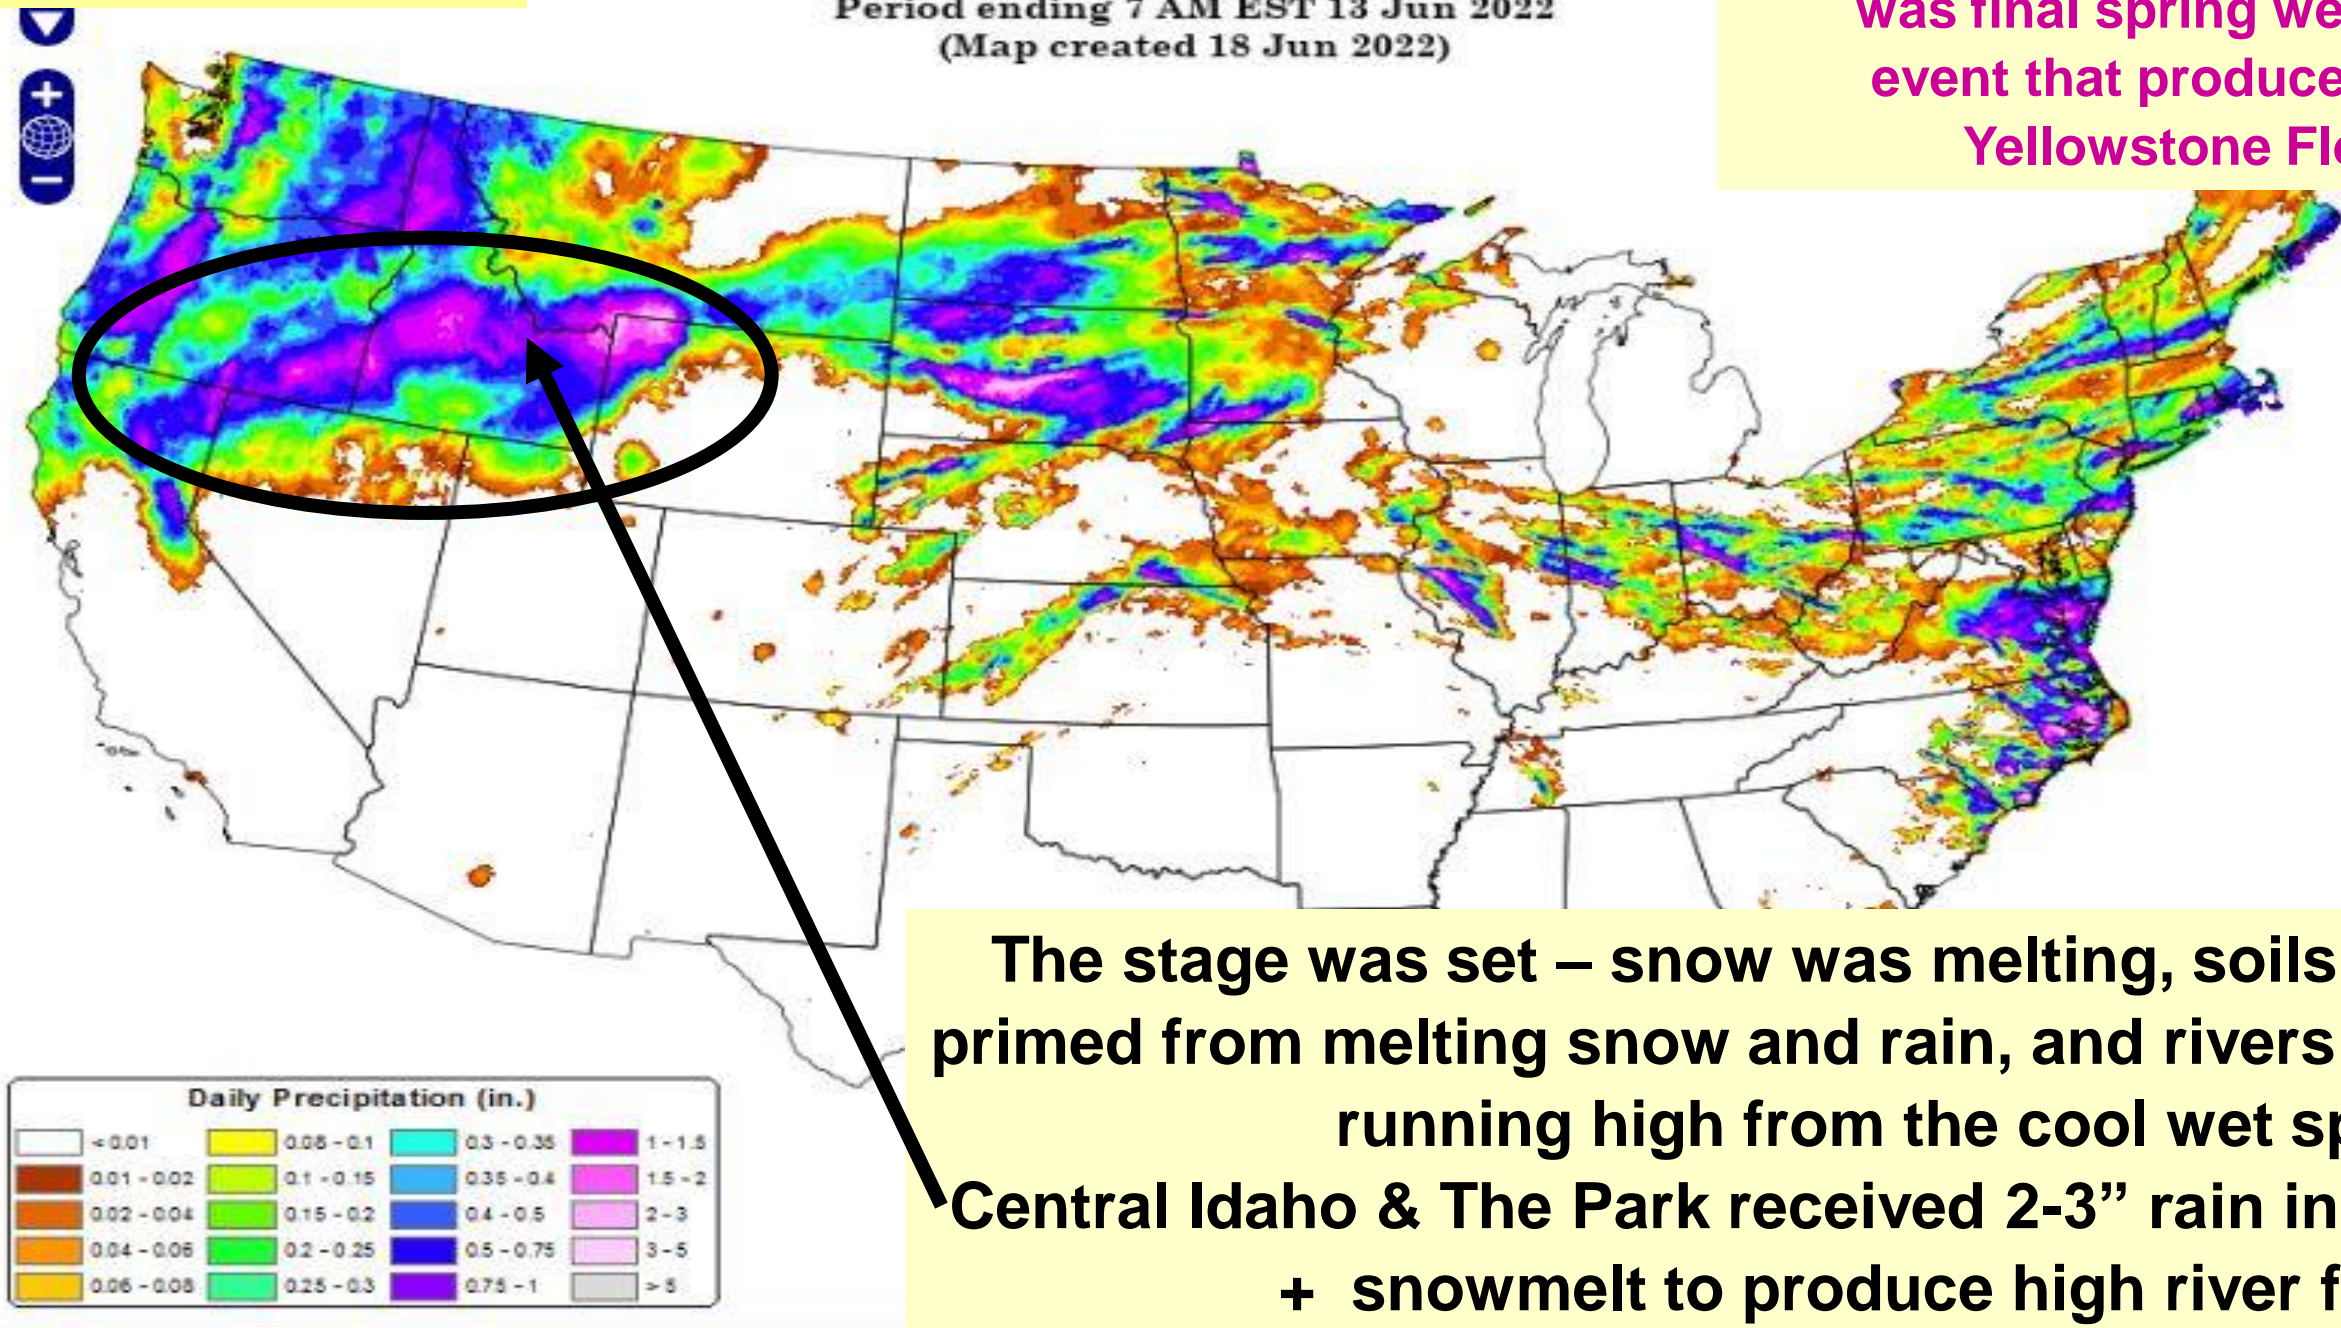 Period ending 7 AM EST 13 Jun 2022
(Map created 18 Jun 2022)
was final spring
event that
Yellowstone
The stage was set – snow was melting, soils
primed from melting snow and rain, and rivers
running high from the cool wet
Central Idaho & The Park received 2-3” rain in
+ snowmelt to produce high river
Daily Precipitation (in.)
< 0.01
0.01 - 0.02
0.02 - 0.04
0.04 - 0.06
0.06 - 0.08
0.08 - 0.1
0.1 - 0.15
0.15 - 0.2
0.2 - 0.25
0.25 - 0.3
0.3 - 0.35
0.35 - 0.4
0.4 - 0.5
0.5 - 0.75
0.75 - 1
1 - 1.5
1.5 - 2
2 - 3
3 - 5
> 5